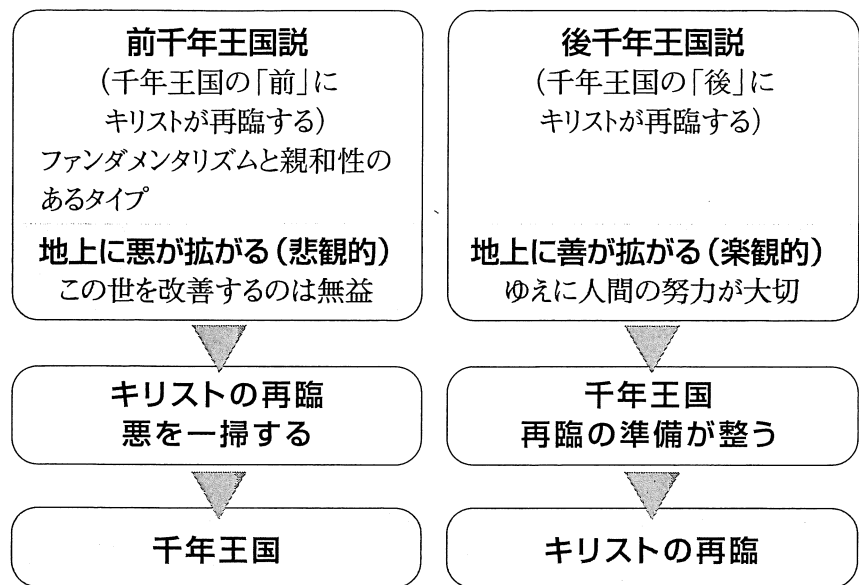 前千年王国説
(千年王国の「前」に
キリストが再臨する)
ファンダメンタリズムと親和性の
あるタイプ
地上に悪が拡がる(悲観的)
この世を改善するのは無益
キリストの再臨
悪を一掃する
千年王国
後千年王国説
(千年王国の「後」に
キリストが再臨する)
地上に善が拡がる(楽観的)
ゆえに人間の努力が大切
千年王国
再臨の準備が整う
キリストの再臨